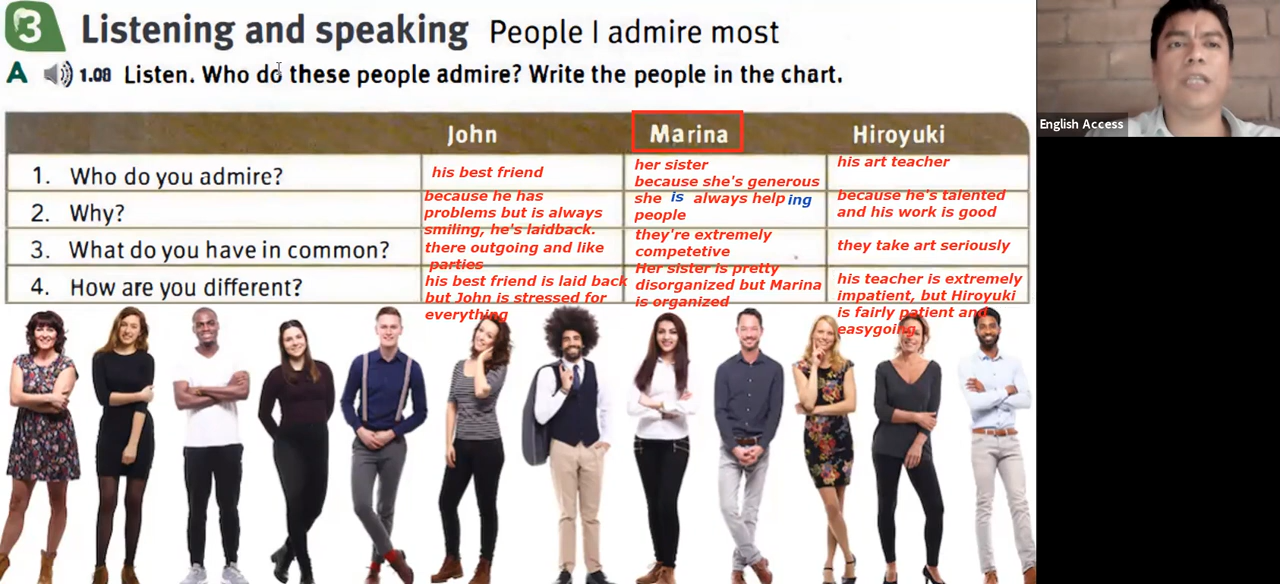 3 Listening and speaking People I admire most
A 1.08 Listen. Who do these people admire? Write the people in the chart.
English Access
John Marina Hiroyuki
1. Who do you admire?
his best friend
her sister
because she's generous
his art teacher
2. Why?
because he has
problems but is always
smiling, he's laidback.
she is always helping
people
because he's talented
and his work is good
3. What do you have in common?
there outgoing and like
parties
they're extremely
competetive
they take art seriously
4. How are you different?
his best friend is laid back
but John is stressed for
everything
Her sister is pretty
disorganized but Marina
is organized
his teacher is extremely
impatient, but Hiroyuki
is fairly patient and
easygoing